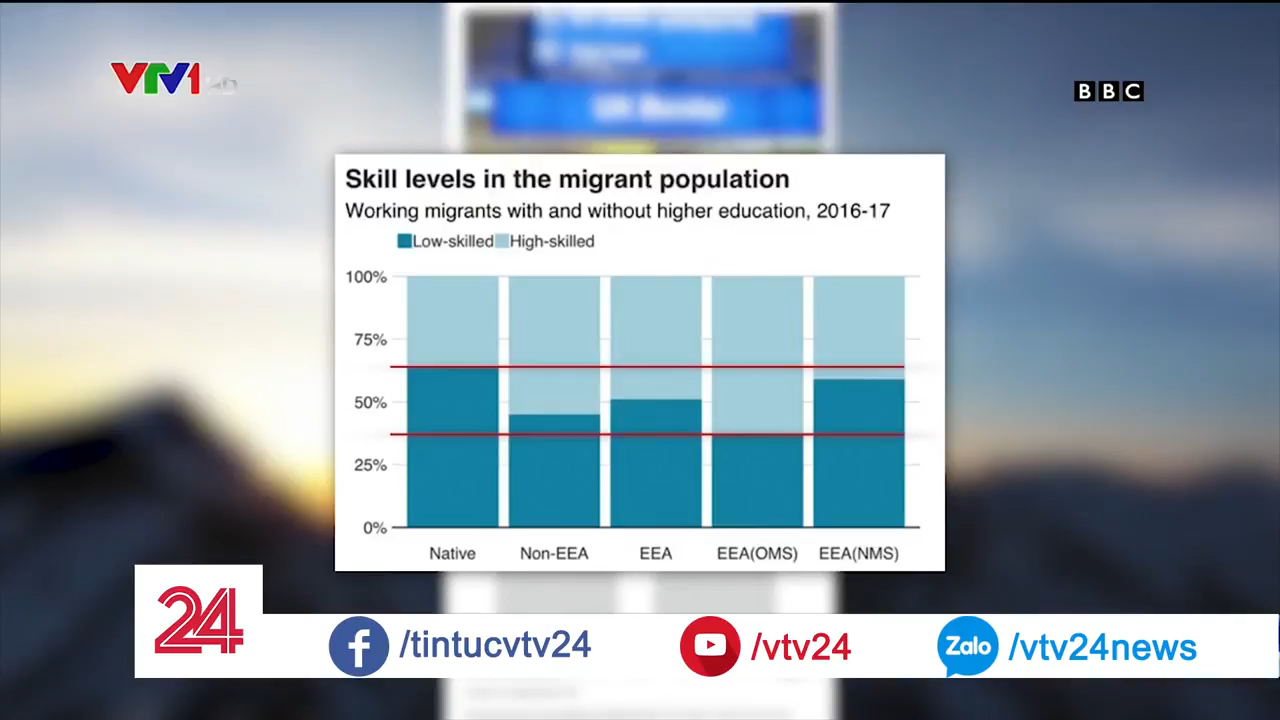 VTV1 HD
BBC
Skill levels in the migrant population
Working migrants with and without higher education, 2016-17
Low-skilled High-skilled
100%
75%
50%
25%
0%
Native Non-EEA EEA EEA(OMS) EEA(NMS)
24
/tintucvtv24 /vtv24 Zalo /vtv24news